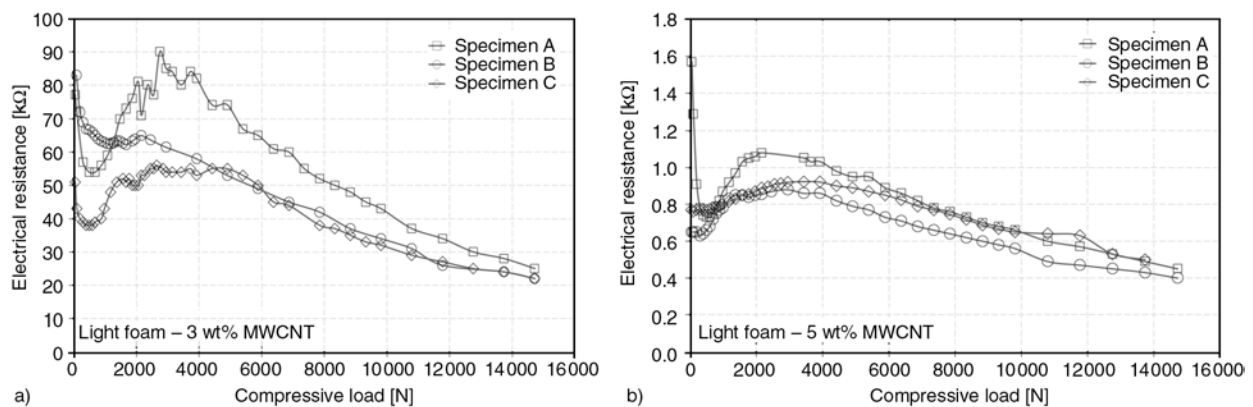 100
90
80
70
60
50
40
30
20
10
0
Electrical resistance [kΩ]
Specimen A
Specimen B
Specimen C
Light foam – 3 wt% MWCNT
0 2000 4000 6000 8000 10000 12000 14000 16000
a)
Compressive load [N]
1.8
1.6
1.4
1.2
1.0
0.8
0.6
0.4
0.2
0.0
Electrical resistance [kΩ]
Specimen A
Specimen B
Specimen C
Light foam – 5 wt% MWCNT
0 2000 4000 6000 8000 10000 12000 14000 16000
b)
Compressive load [N]